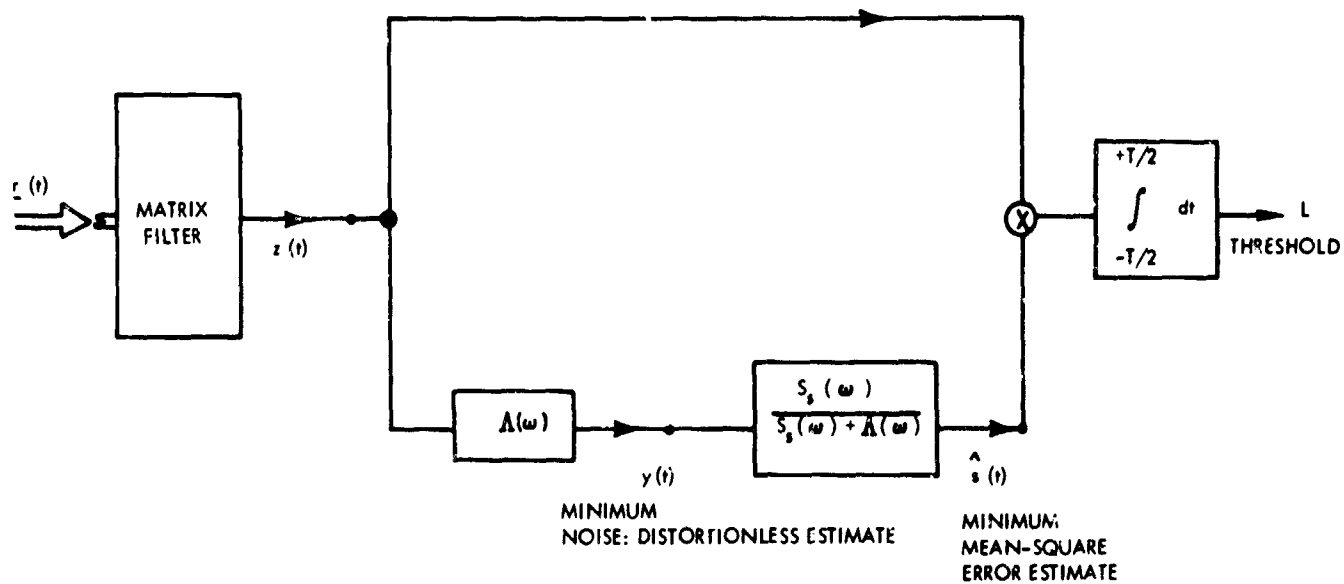 r (t)
MATRIX
FILTER
z (t)
Λ(ω)
y (t)
MINIMUM
NOISE: DISTORTIONLESS ESTIMATE
S_s (ω)
S_s (ω) + Λ(ω)
ŝ (t)
MINIMUM
MEAN-SQUARE
ERROR ESTIMATE
X
+T/2
∫ dt
-T/2
L
THRESHOLD